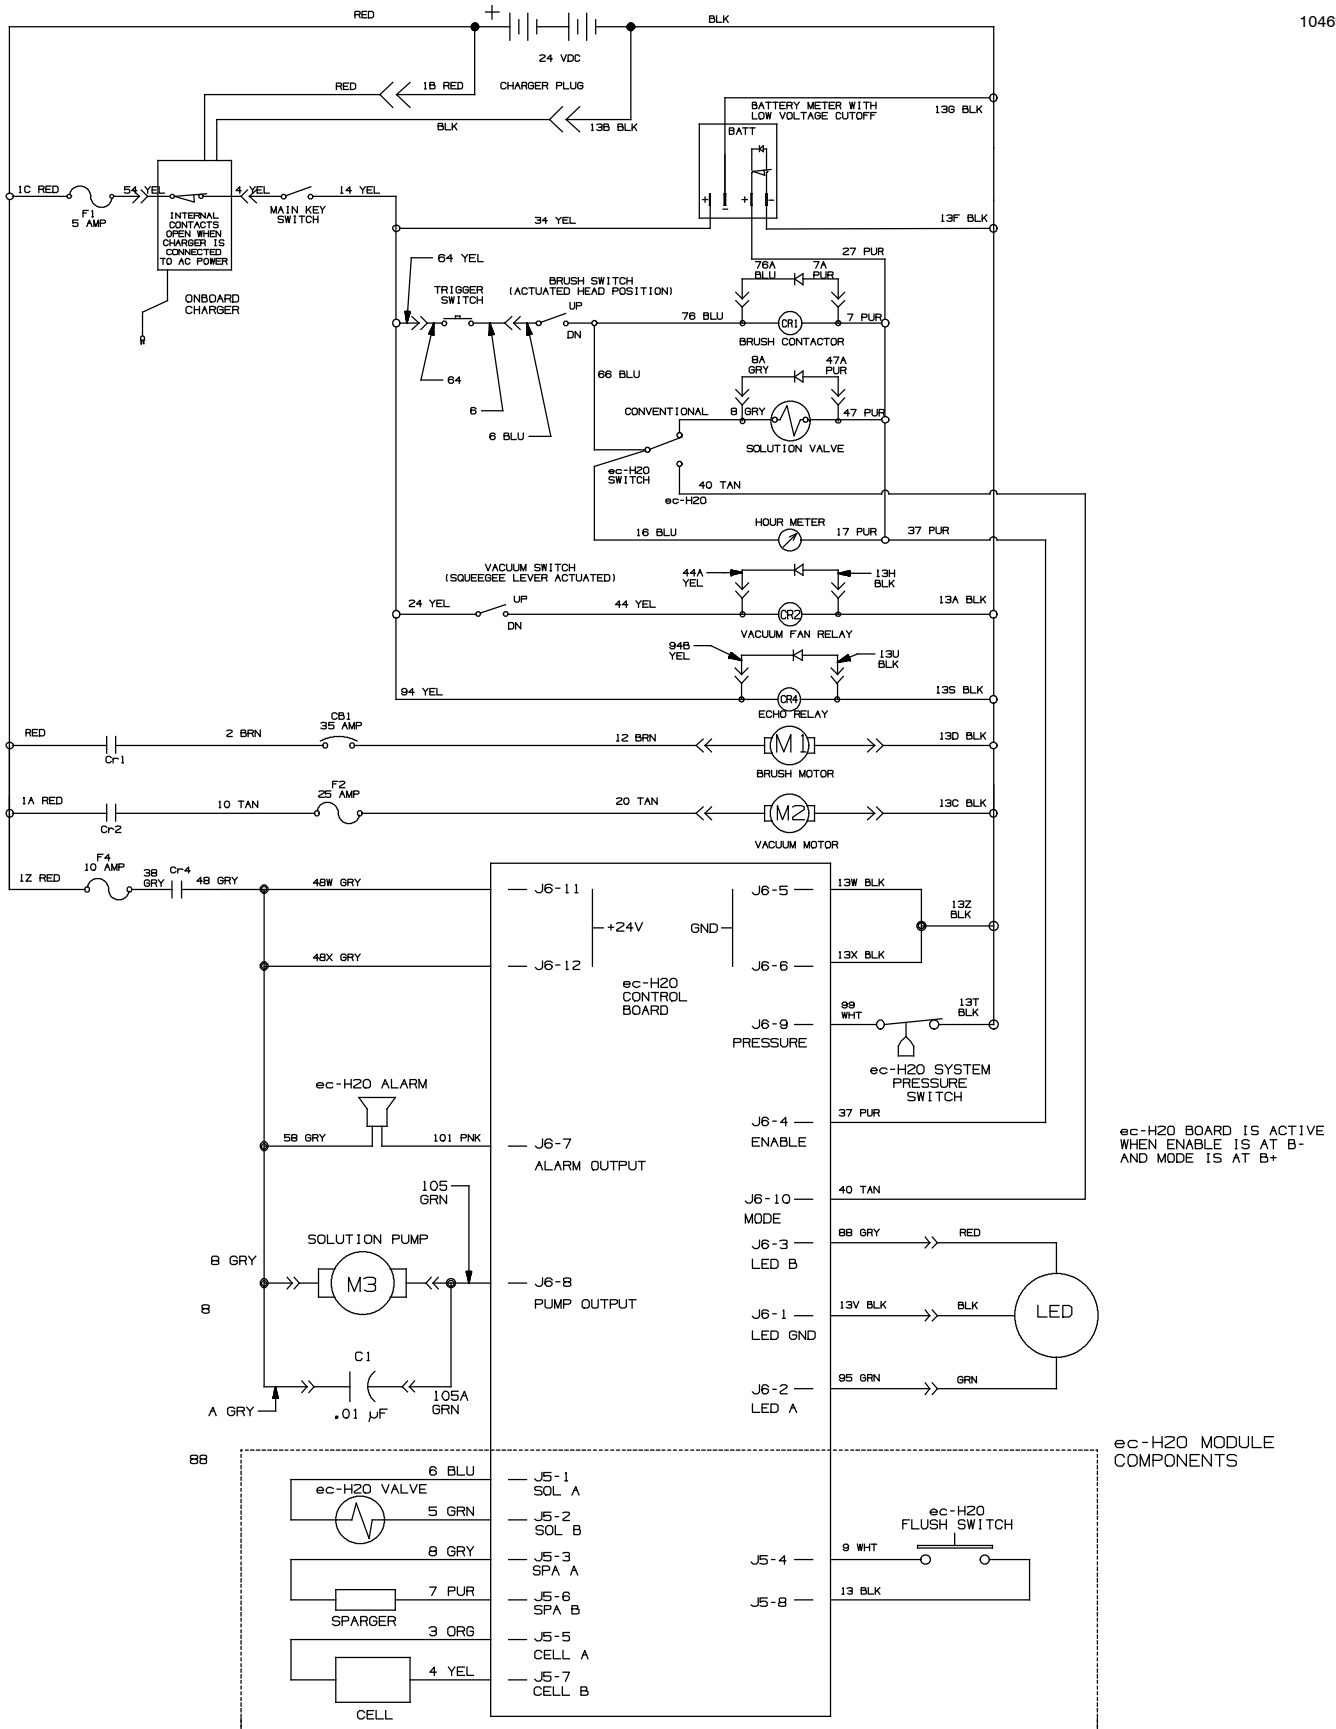 1046
RED
+
BLK
24 VDC
RED
1B RED
CHARGER PLUG
BLK
13B BLK
BATTERY METER WITH
LOW VOLTAGE CUTOFF
13G BLK
BATT
1C RED
54 YEL
4 YEL
14 YEL
F1
5 AMP
MAIN KEY
SWITCH
INTERNAL
CONTACTS
OPEN WHEN
CHARGER IS
CONNECTED
TO AC POWER
+
-
+
-
34 YEL
13F BLK
27 PUR
64 YEL
ONBOARD
CHARGER
TRIGGER
SWITCH
BRUSH SWITCH
(ACTUATED HEAD POSITION)
UP
DN
76A
BLU
7A
PUR
76 BLU
CR1
7 PUR
BRUSH CONTACTOR
64
6
6 BLU
66 BLU
8A
GRY
47A
PUR
CONVENTIONAL
8 GRY
47 PUR
SOLUTION VALVE
ec-H2O
SWITCH
ec-H2O
40 TAN
HOUR METER
16 BLU
17 PUR
37 PUR
VACUUM SWITCH
(SQUEEGEE LEVER ACTUATED)
44A
YEL
13H
BLK
24 YEL
UP
DN
44 YEL
CR2
13A BLK
VACUUM FAN RELAY
94B
YEL
13U
BLK
94 YEL
CR4
13S BLK
ECHO RELAY
RED
Cr1
2 BRN
CB1
35 AMP
12 BRN
M1
13D BLK
BRUSH MOTOR
1A RED
Cr2
10 TAN
F2
25 AMP
20 TAN
M2
13C BLK
VACUUM MOTOR
1Z RED
F4
10 AMP
38
GRY
Cr4
48 GRY
48W GRY
J6-11
+24V
GND
J6-5
13W BLK
13Z
BLK
48X GRY
J6-12
J6-6
13X BLK
ec-H2O
CONTROL
BOARD
J6-9
PRESSURE
99
WHT
13T
BLK
ec-H2O SYSTEM
PRESSURE
SWITCH
ec-H2O ALARM
58 GRY
101 PNK
J6-7
ALARM OUTPUT
J6-4
ENABLE
37 PUR
ec-H2O BOARD IS ACTIVE
WHEN ENABLE IS AT B-
AND MODE IS AT B+
105
GRN
J6-10
MODE
40 TAN
SOLUTION PUMP
8 GRY
M3
J6-8
PUMP OUTPUT
J6-3
LED B
88 GRY
RED
8
J6-1
LED GND
13V BLK
BLK
LED
C1
.01 µF
A GRY
105A
GRN
J6-2
LED A
95 GRN
GRN
88
ec-H2O MODULE
COMPONENTS
6 BLU
J5-1
SOL A
ec-H2O VALVE
5 GRN
J5-2
SOL B
8 GRY
J5-3
SPA A
7 PUR
J5-6
SPA B
SPARGER
3 ORG
J5-5
CELL A
4 YEL
J5-7
CELL B
CELL
ec-H2O
FLUSH SWITCH
J5-4
9 WHT
J5-8
13 BLK